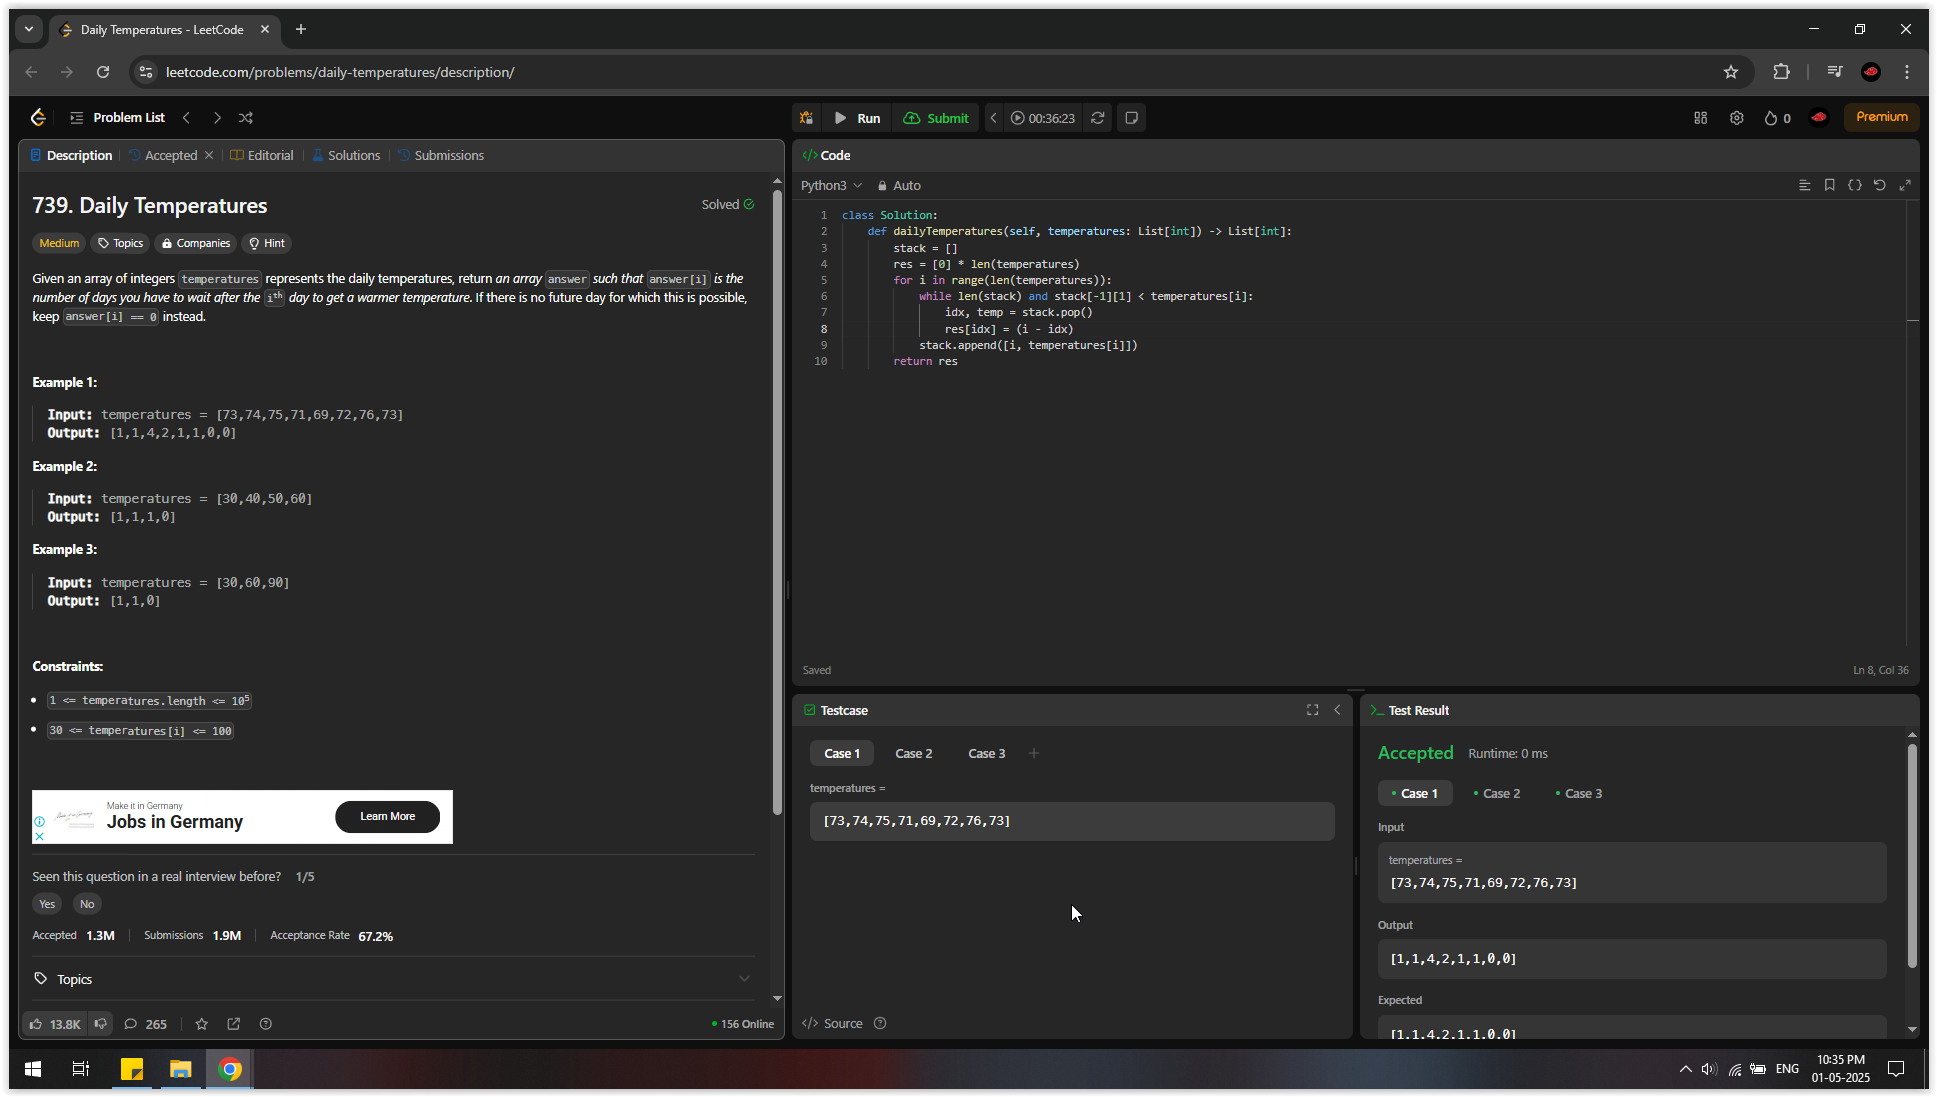 Daily Temperatures - LeetCode
leetcode.com/problems/daily-temperatures/description/
Problem List
Run
Submit
00:36:23
0
Premium
Description
Accepted
Editorial
Solutions
Submissions
739. Daily Temperatures
Solved
Medium
Topics
Companies
Hint
Given an array of integers temperatures represents the daily temperatures, return an array answer such that answer[i] is the
number of days you have to wait after the ith day to get a warmer temperature. If there is no future day for which this is possible,
keep answer[i] == 0 instead.
Example 1:
Input: temperatures = [73,74,75,71,69,72,76,73]
Output: [1,1,4,2,1,1,0,0]
Example 2:
Input: temperatures = [30,40,50,60]
Output: [1,1,1,0]
Example 3:
Input: temperatures = [30,60,90]
Output: [1,1,0]
Constraints:
1 <= temperatures.length <= 10⁵
30 <= temperatures[i] <= 100
Make it in Germany
Jobs in Germany
Learn More
Seen this question in a real interview before? 1/5
Yes
No
Accepted 1.3M
Submissions 1.9M
Acceptance Rate 67.2%
Topics
13.8K
265
156 Online
</> Code
Python3
Auto
1 class Solution:
2 def dailyTemperatures(self, temperatures: List[int]) -> List[int]:
3 stack = []
4 res = [0] * len(temperatures)
5 for i in range(len(temperatures)):
6 while len(stack) and stack[-1][1] < temperatures[i]:
7 idx, temp = stack.pop()
8 res[idx] = (i - idx)
9 stack.append([i, temperatures[i]])
10 return res
Saved
Ln 8, Col 36
Testcase
Case 1
Case 2
Case 3
temperatures =
[73,74,75,71,69,72,76,73]
</> Source
Test Result
Accepted
Runtime: 0 ms
Case 1
Case 2
Case 3
Input
temperatures =
[73,74,75,71,69,72,76,73]
Output
[1,1,4,2,1,1,0,0]
Expected
[1,1,4,2,1,1,0,0]
ENG
10:35 PM
01-05-2025